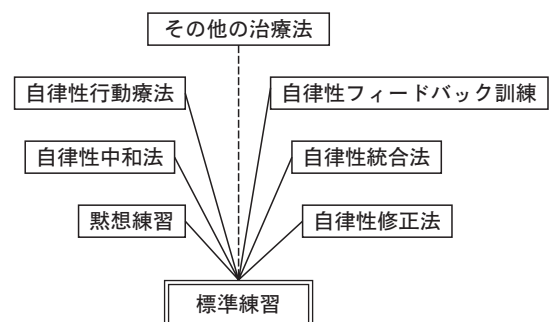 その他の治療法
自律性行動療法
自律性フィードバック訓練
自律性中和法
自律性統合法
黙想練習
自律性修正法
標準練習